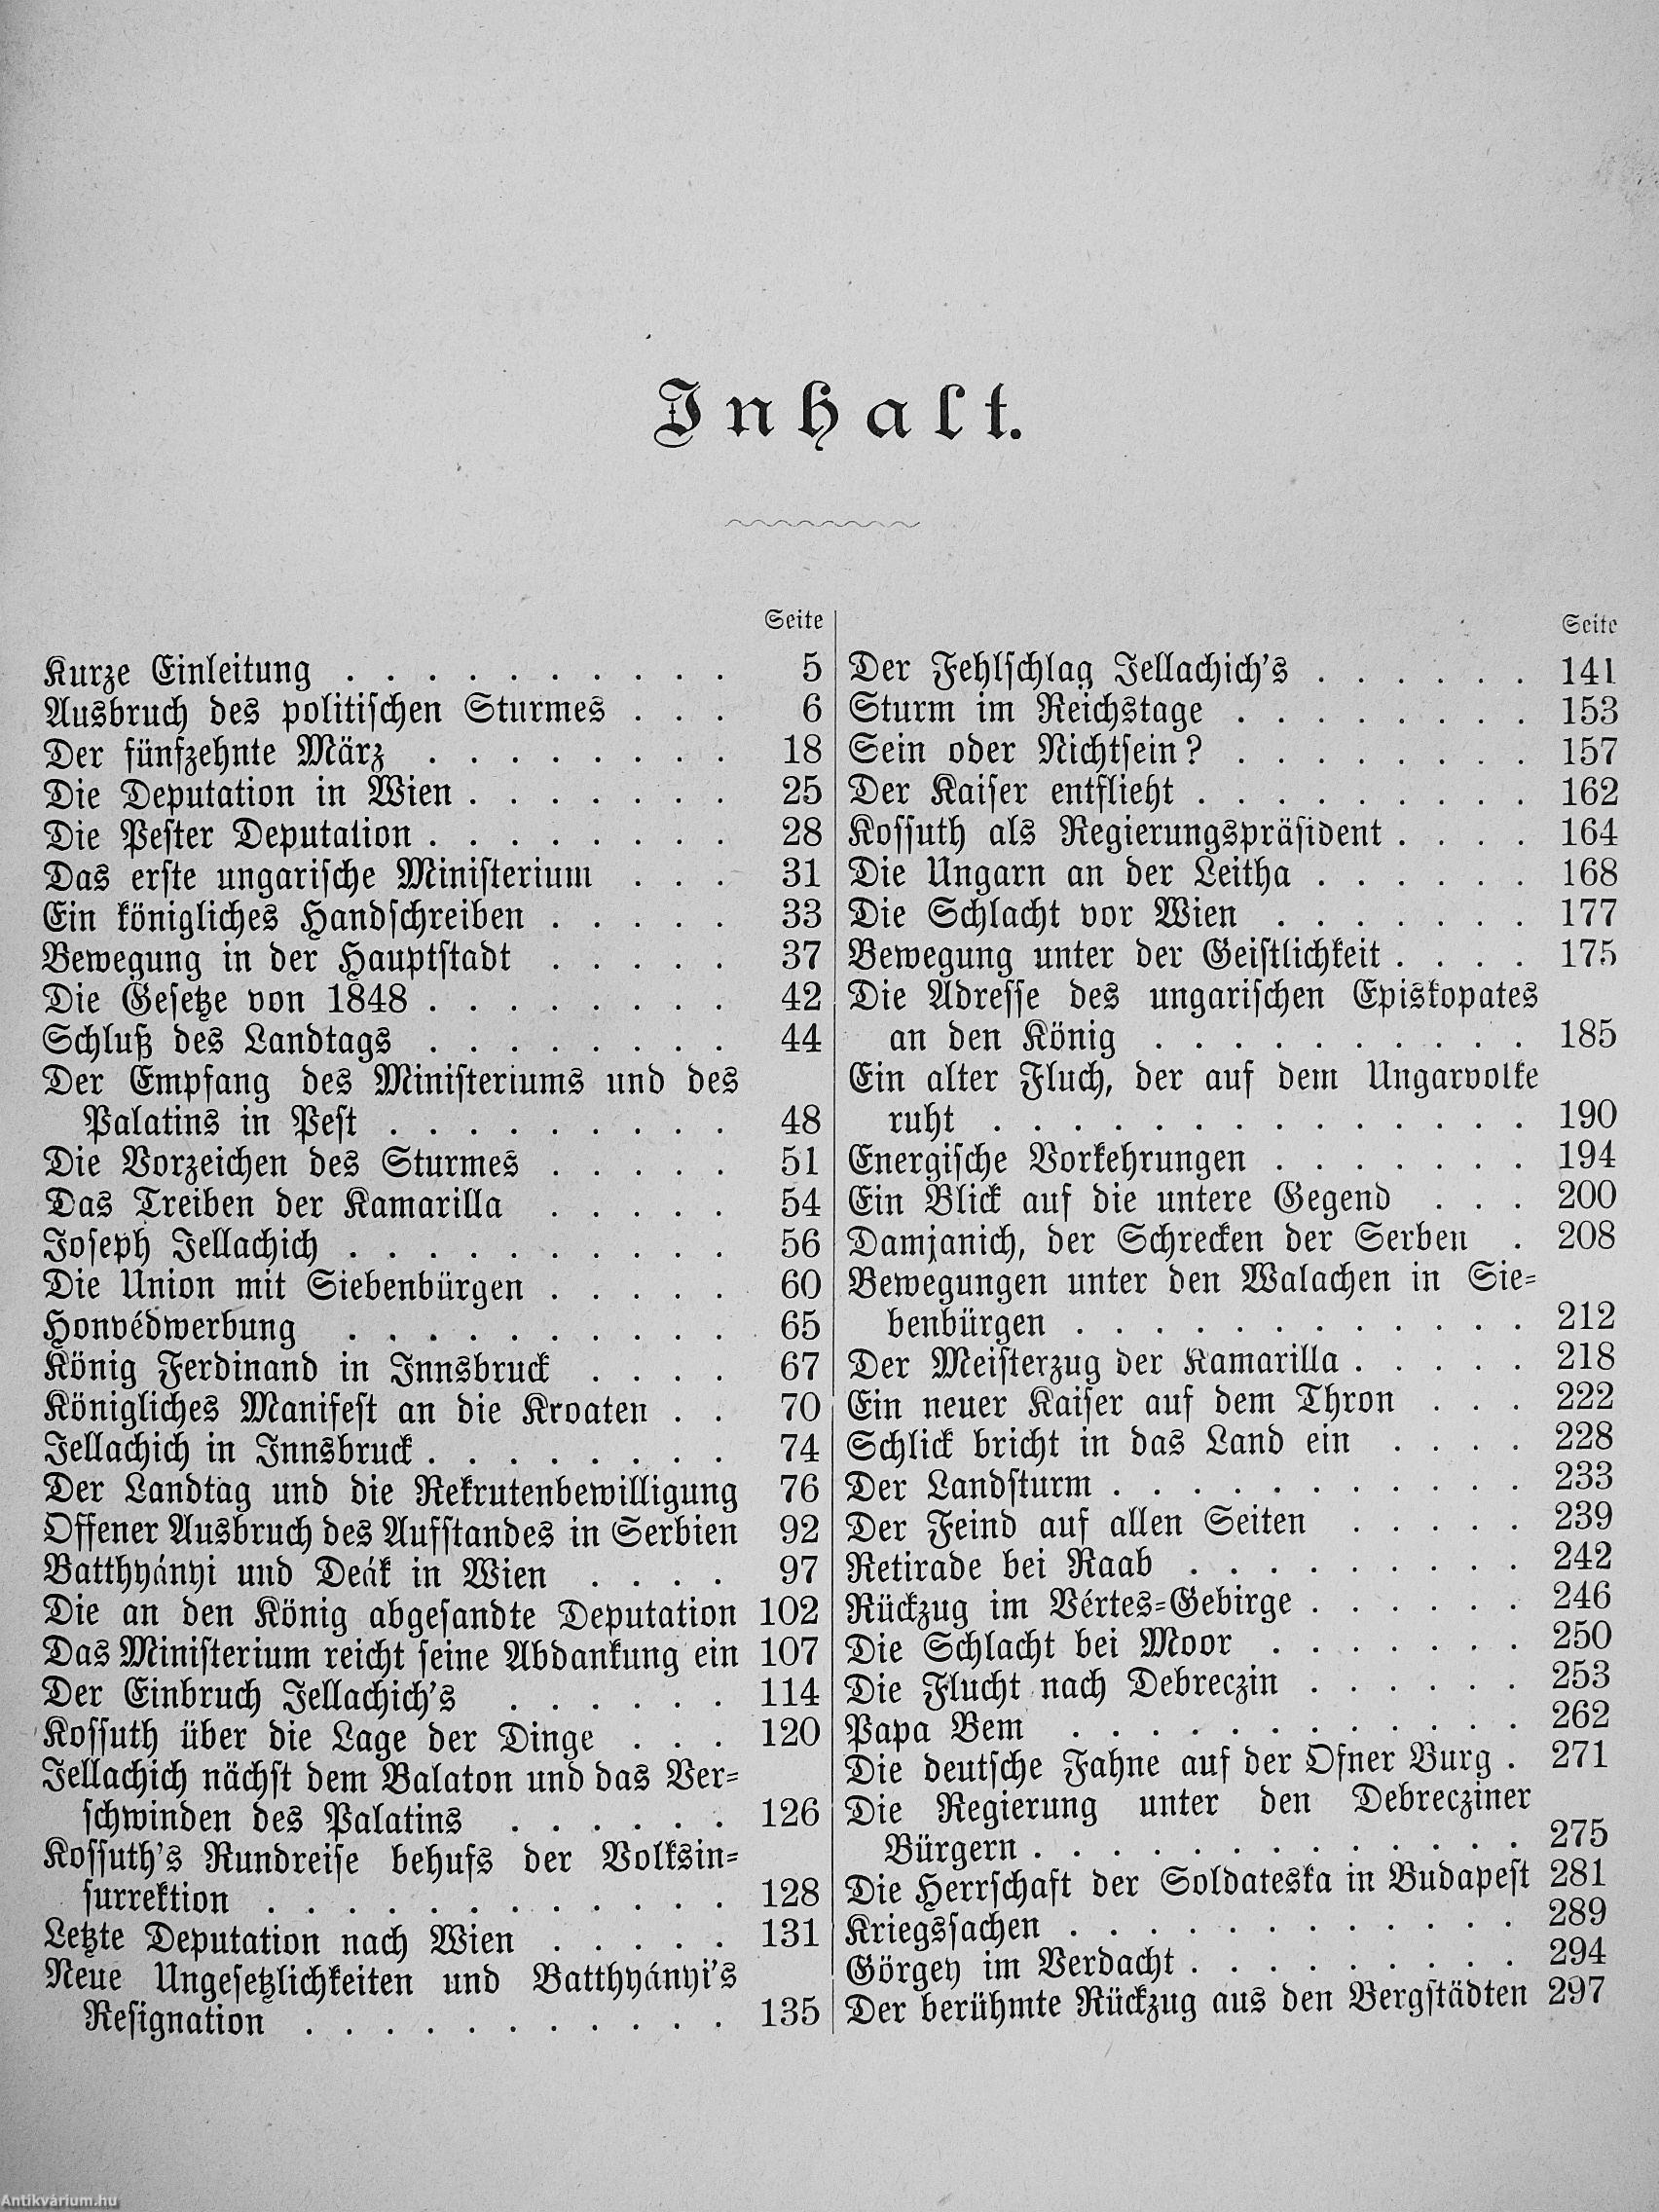 Inhalt.
Seite
Kurze Einleitung . . . . . . . . . . 5
Ausbruch des politischen Sturmes . . . 6
Der fünfzehnte März . . . . . . . . 18
Die Deputation in Wien . . . . . . . 25
Die Pester Deputation . . . . . . . . 28
Das erste ungarische Ministerium . . . 31
Ein königliches Handschreiben . . . . . 33
Bewegung in der Hauptstadt . . . . . 37
Die Gesetze von 1848 . . . . . . . . 42
Schluß des Landtags . . . . . . . . 44
Der Empfang des Ministeriums und des
Palatins in Pest . . . . . . . . . 48
Die Vorzeichen des Sturmes . . . . . 51
Das Treiben der Kamarilla . . . . . 54
Joseph Jellachich . . . . . . . . . . 56
Die Union mit Siebenbürgen . . . . . 60
Honvédwerbung . . . . . . . . . . 65
König Ferdinand in Innsbruck . . . . 67
Königliches Manifest an die Kroaten . . 70
Jellachich in Innsbruck . . . . . . . . 74
Der Landtag und die Rekrutenbewilligung 76
Offener Ausbruch des Aufstandes in Serbien 92
Batthyányi und Deák in Wien . . . . 97
Die an den König abgesandte Deputation 102
Das Ministerium reicht seine Abdankung ein 107
Der Einbruch Jellachich's . . . . . . 114
Kossuth über die Lage der Dinge . . . 120
Jellachich nächst dem Balaton und das Ver-
schwinden des Palatins . . . . . . 126
Kossuth's Rundreise behufs der Volksin-
surrektion . . . . . . . . . . . . 128
Letzte Deputation nach Wien . . . . . 131
Neue Ungesetzlichkeiten und Batthyányi's
Resignation . . . . . . . . . . . 135
Seite
Der Fehlschlag Jellachich's . . . . . . 141
Sturm im Reichstage . . . . . . . . 153
Sein oder Nichtsein? . . . . . . . . 157
Der Kaiser entflieht . . . . . . . . . 162
Kossuth als Regierungspräsident . . . . 164
Die Ungarn an der Leitha . . . . . . 168
Die Schlacht vor Wien . . . . . . . 177
Bewegung unter der Geistlichkeit . . . . 175
Die Adresse des ungarischen Episkopates
an den König . . . . . . . . . . 185
Ein alter Fluch, der auf dem Ungarvolke
ruht . . . . . . . . . . . . . . 190
Energische Vorkehrungen . . . . . . . 194
Ein Blick auf die untere Gegend . . . 200
Damjanich, der Schrecken der Serben . 208
Bewegungen unter den Walachen in Sie-
benbürgen . . . . . . . . . . . . 212
Der Meisterzug der Kamarilla . . . . . 218
Ein neuer Kaiser auf dem Thron . . . 222
Schlick bricht in das Land ein . . . . 228
Der Landsturm . . . . . . . . . . . 233
Der Feind auf allen Seiten . . . . . 239
Retirade bei Raab . . . . . . . . . 242
Rückzug im Vértes-Gebirge . . . . . . 246
Die Schlacht bei Moor . . . . . . . 250
Die Flucht nach Debreczin . . . . . . 253
Papa Bem . . . . . . . . . . . . 262
Die deutsche Fahne auf der Ofner Burg . 271
Die Regierung unter den Debrecziner
Bürgern . . . . . . . . . . . . . 275
Die Herrschaft der Soldateska in Budapest 281
Kriegssachen . . . . . . . . . . . . 289
Görgey im Verdacht . . . . . . . . . 294
Der berühmte Rückzug aus den Bergstädten 297
Antikvárium.hu